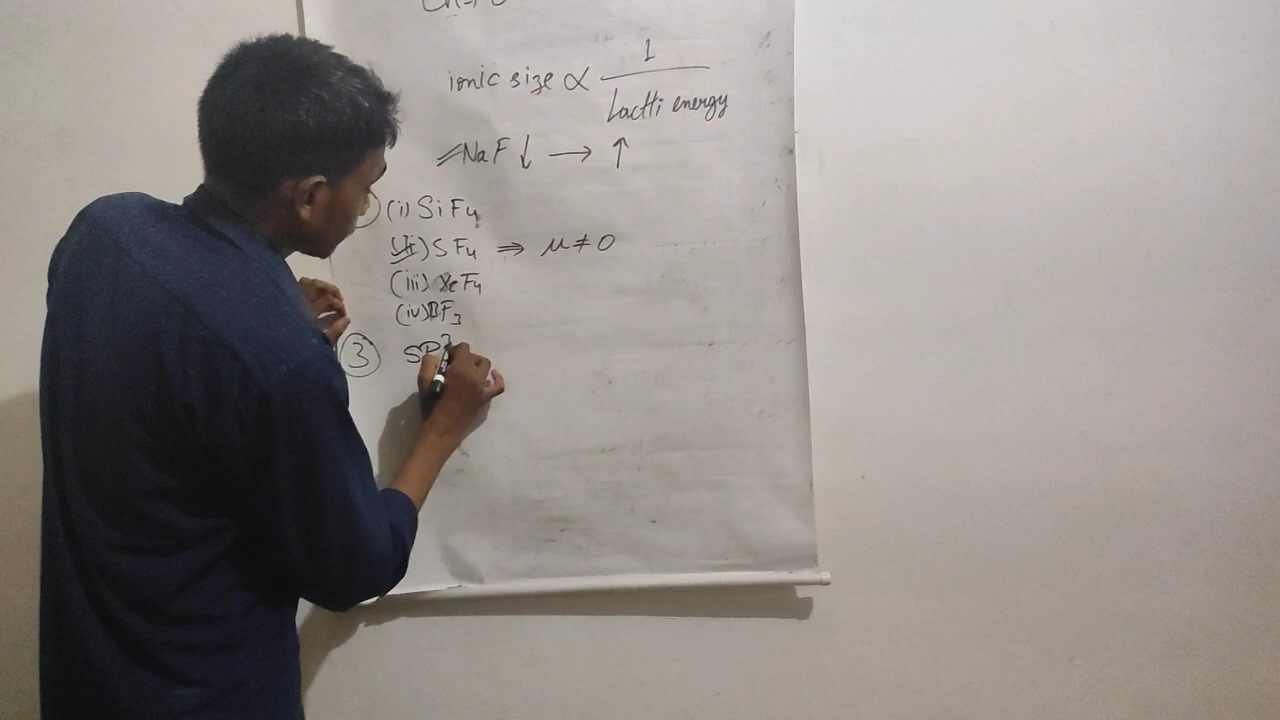 ionic size ∝ 1 / Lactti energy
NaF ↓ → ↑
(i) SiF4
(ii) SF4 ⇒ μ ≠ 0
(iii) XeF4
(iv) BF3
(3) SP3